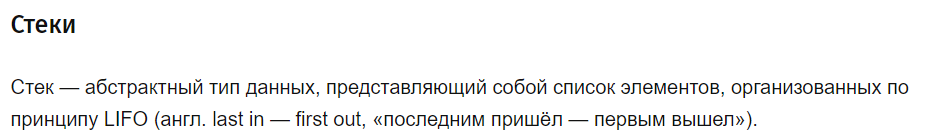 Стеки
Стек — абстрактный тип данных, представляющий собой список элементов, организованных по
принципу LIFO (англ. last in — first out, «последним пришёл — первым вышел»).